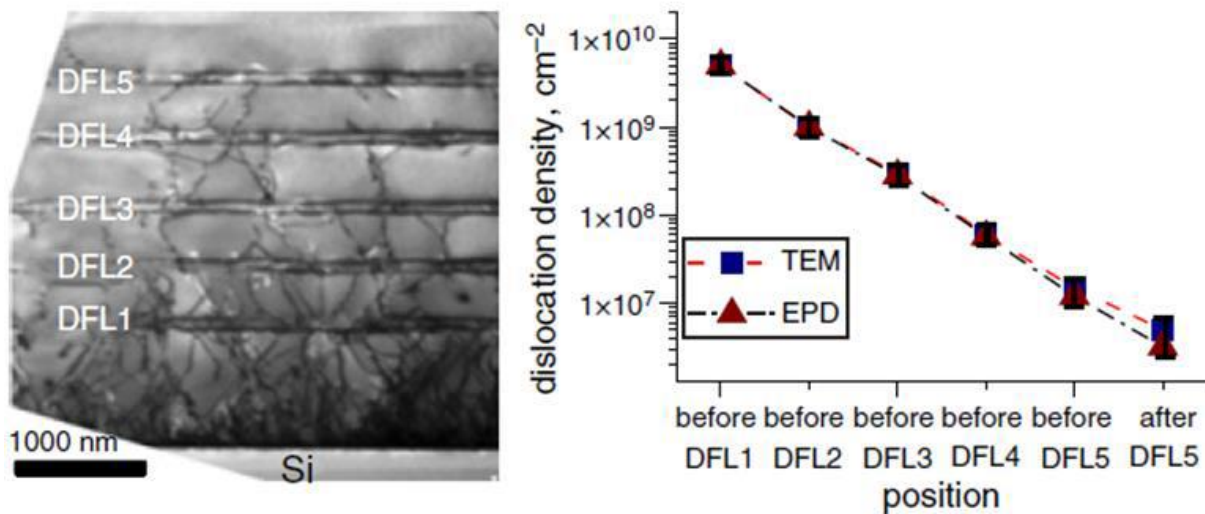 DFL5
DFL4
DFL3
DFL2
DFL1
1000 nm
Si
dislocation density, cm⁻²
1×10¹⁰
1×10⁹
1×10⁸
1×10⁷
TEM
EPD
before DFL1
before DFL2
before DFL3
before DFL4
before DFL5
after DFL5
position